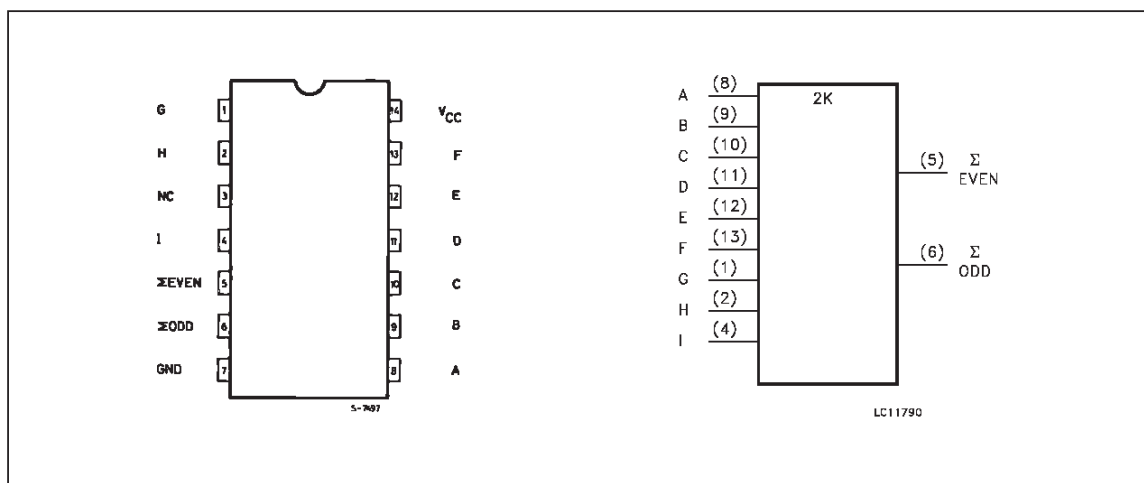 G 1 14 VCC
H 2 13 F
NC 3 12 E
I 4 11 D
ΣEVEN 5 10 C
ΣODD 6 9 B
GND 7 8 A
S-7497
2K
A (8)
B (9)
C (10)
D (11)
E (12)
F (13)
G (1)
H (2)
I (4)
(5) Σ
EVEN
(6) Σ
ODD
LC11790